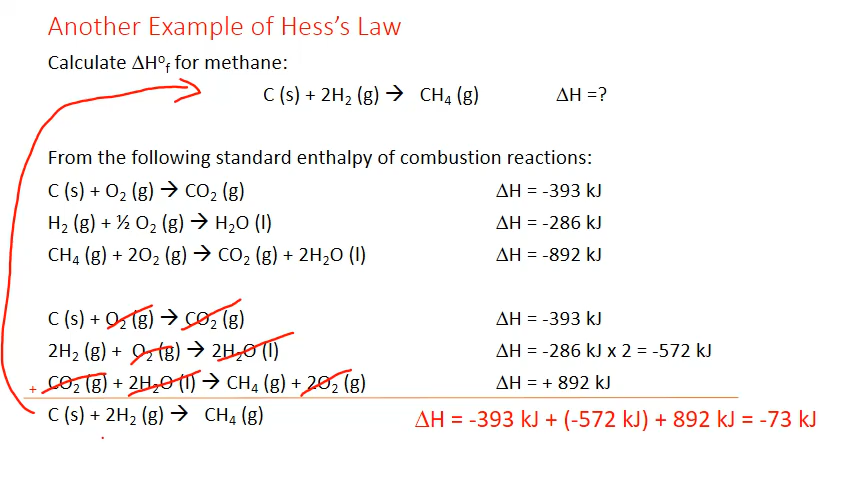 Another Example of Hess's Law
Calculate ΔH°f for methane:
C (s) + 2H₂ (g) → CH₄ (g) ΔH =?
From the following standard enthalpy of combustion reactions:
C (s) + O₂ (g) → CO₂ (g) ΔH = -393 kJ
H₂ (g) + ½ O₂ (g) → H₂O (l) ΔH = -286 kJ
CH₄ (g) + 2O₂ (g) → CO₂ (g) + 2H₂O (l) ΔH = -892 kJ
C (s) + O₂ (g) → CO₂ (g) ΔH = -393 kJ
2H₂ (g) + O₂ (g) → 2H₂O (l) ΔH = -286 kJ x 2 = -572 kJ
+ CO₂ (g) + 2H₂O (l) → CH₄ (g) + 2O₂ (g) ΔH = + 892 kJ
C (s) + 2H₂ (g) → CH₄ (g) ΔH = -393 kJ + (-572 kJ) + 892 kJ = -73 kJ